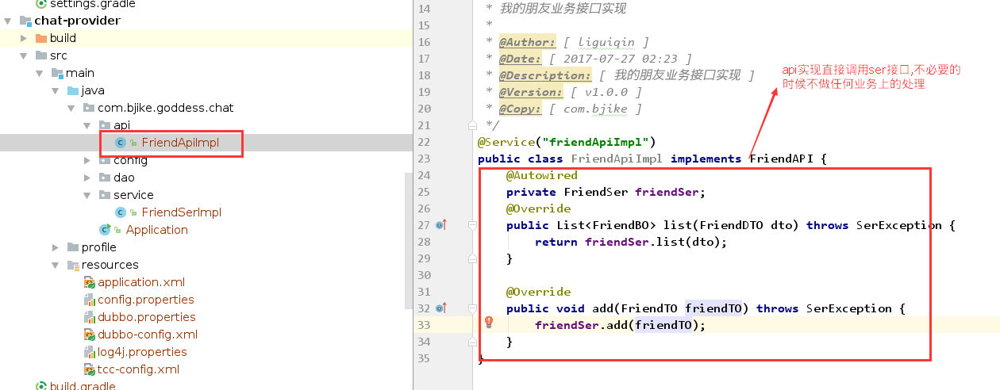 settings.gradle
chat-provider
build
src
main
java
com.bjike.goddess.chat
api
FriendApiImpl
config
dao
service
FriendSerImpl
Application
profile
resources
application.xml
config.properties
dubbo.properties
dubbo-config.xml
log4j.properties
tcc-config.xml
build.gradle
14 * 我的朋友业务接口实现
15 *
16 * @Author: [ liguiqin ]
17 * @Date: [ 2017-07-27 02:23 ]
18 * @Description: [ 我的朋友业务接口实现 ]
19 * @Version: [ v1.0.0 ]
20 * @Copy: [ com.bjike ]
21 */
22 @Service("friendApiImpl")
23 public class FriendApiImpl implements FriendAPI {
24 @Autowired
25 private FriendSer friendSer;
26 @Override
27 public List<FriendBO> list(FriendDTO dto) throws SerException {
28 return friendSer.list(dto);
29 }
30
31 @Override
32 public void add(FriendTO friendTO) throws SerException {
33 friendSer.add(friendTO);
34 }
35 }
api实现直接调用ser接口,不必要的
时候不做任何业务上的处理